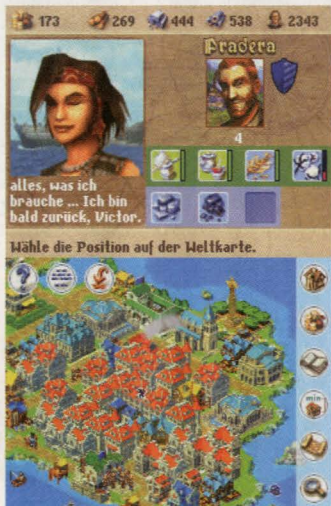 173 269 444 538 2343
Pradera
4
alles, was ich
brauche ... Ich bin
bald zurück, Victor.
Wähle die Position auf der Weltkarte.